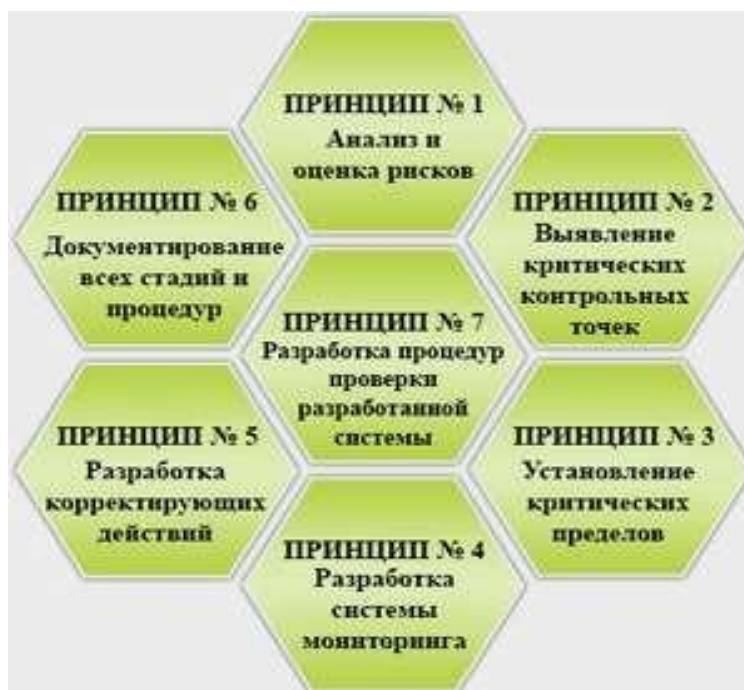 ПРИНЦИП № 1
Анализ и
оценка рисков
ПРИНЦИП № 2
Выявление
критических
контрольных
точек
ПРИНЦИП № 3
Установление
критических
пределов
ПРИНЦИП № 4
Разработка
системы
мониторинга
ПРИНЦИП № 5
Разработка
корректирующих
действий
ПРИНЦИП № 6
Документирование
всех стадий и
процедур
ПРИНЦИП № 7
Разработка процедур
проверки
разработанной
системы